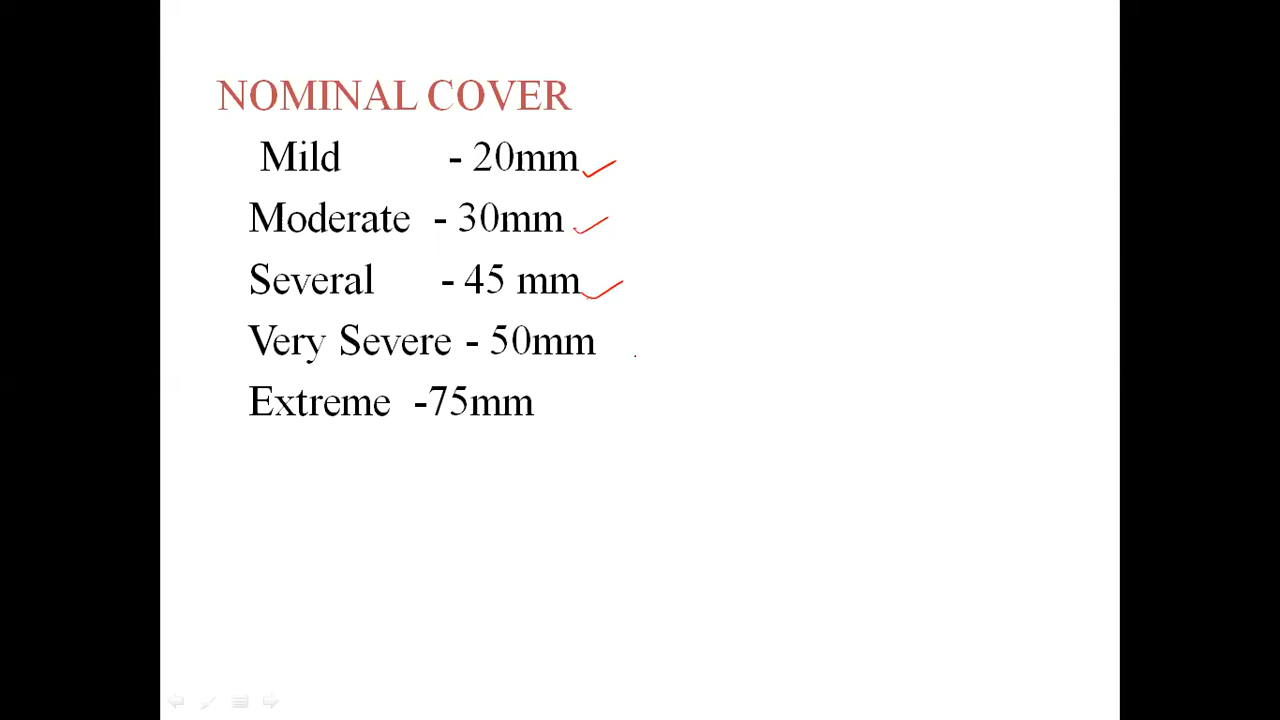 NOMINAL COVER
Mild - 20mm
Moderate - 30mm
Several - 45 mm
Very Severe - 50mm
Extreme -75mm